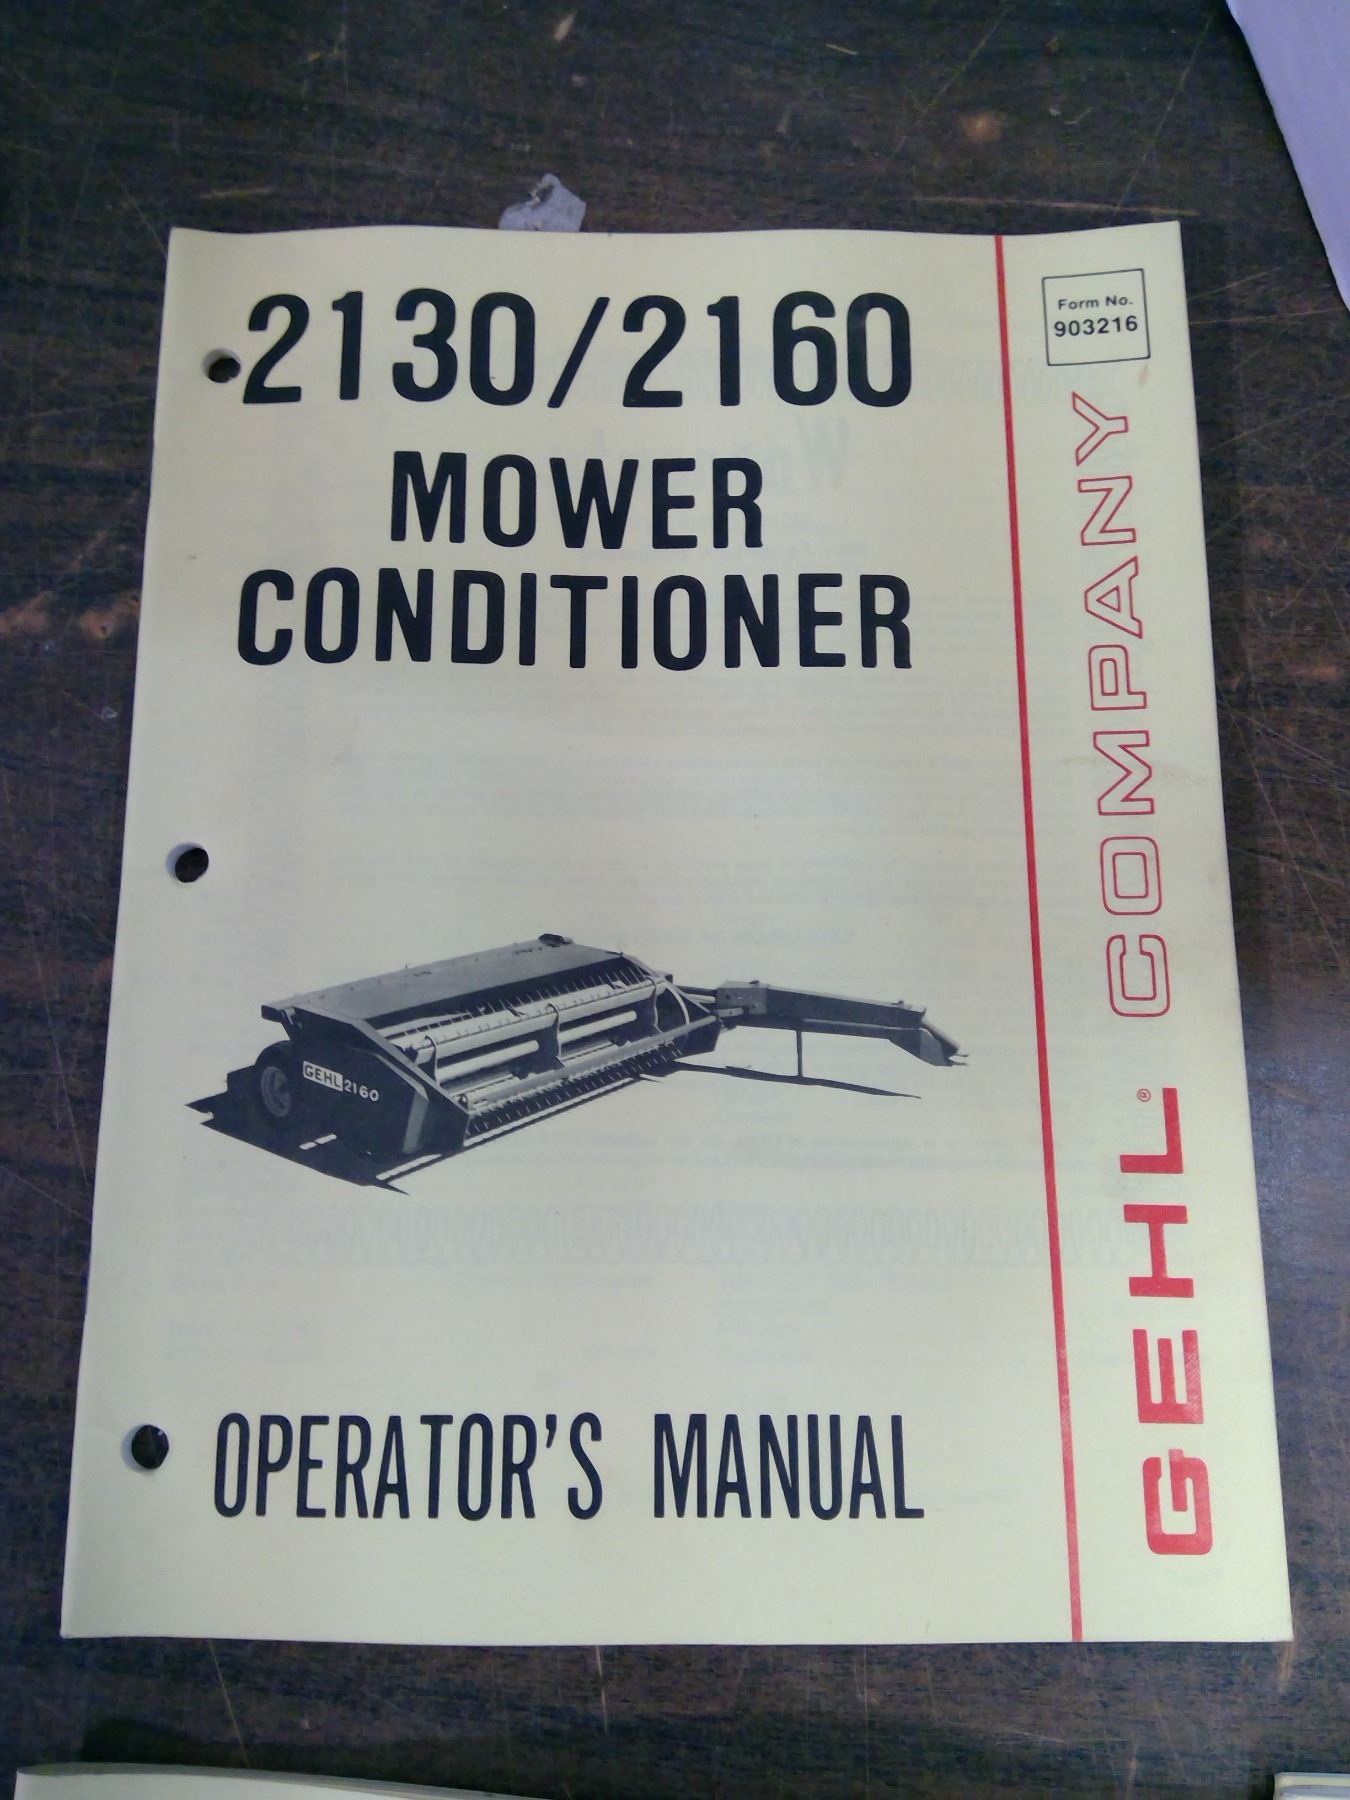 2130/2160
MOWER
CONDITIONER
Form No.
903216
GEHL® COMPANY
GEHL 2160
OPERATOR'S MANUAL